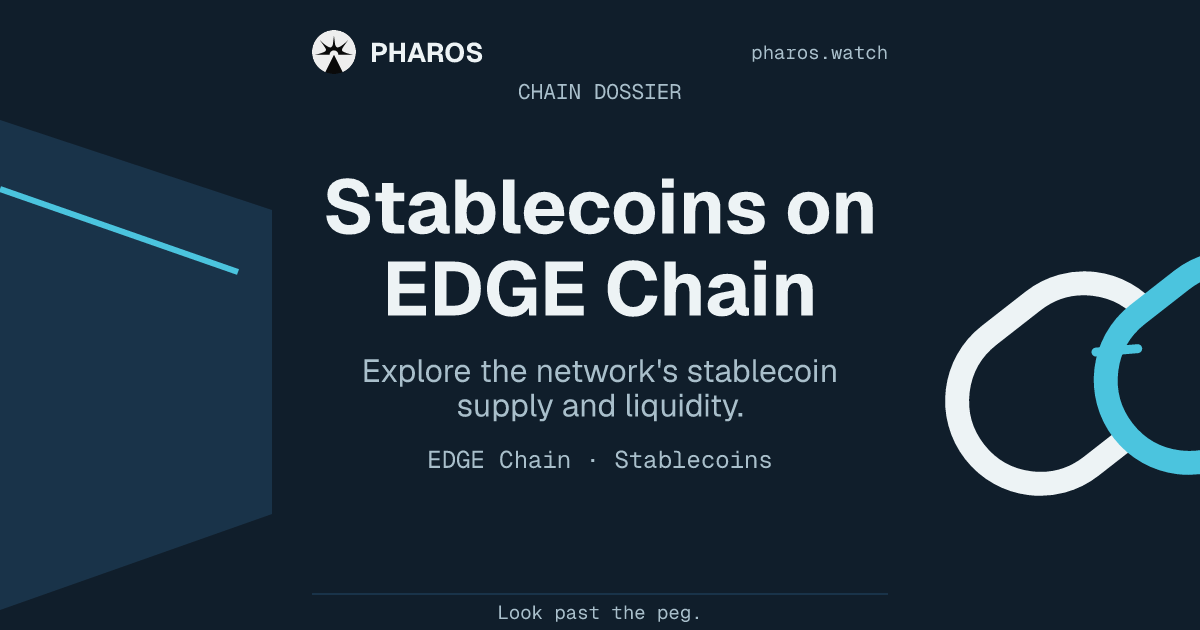 PHAROS
pharos.watch
CHAIN DOSSIER
Stablecoins on
EDGE Chain
Explore the network's stablecoin
supply and liquidity.
EDGE Chain · Stablecoins
Look past the peg.